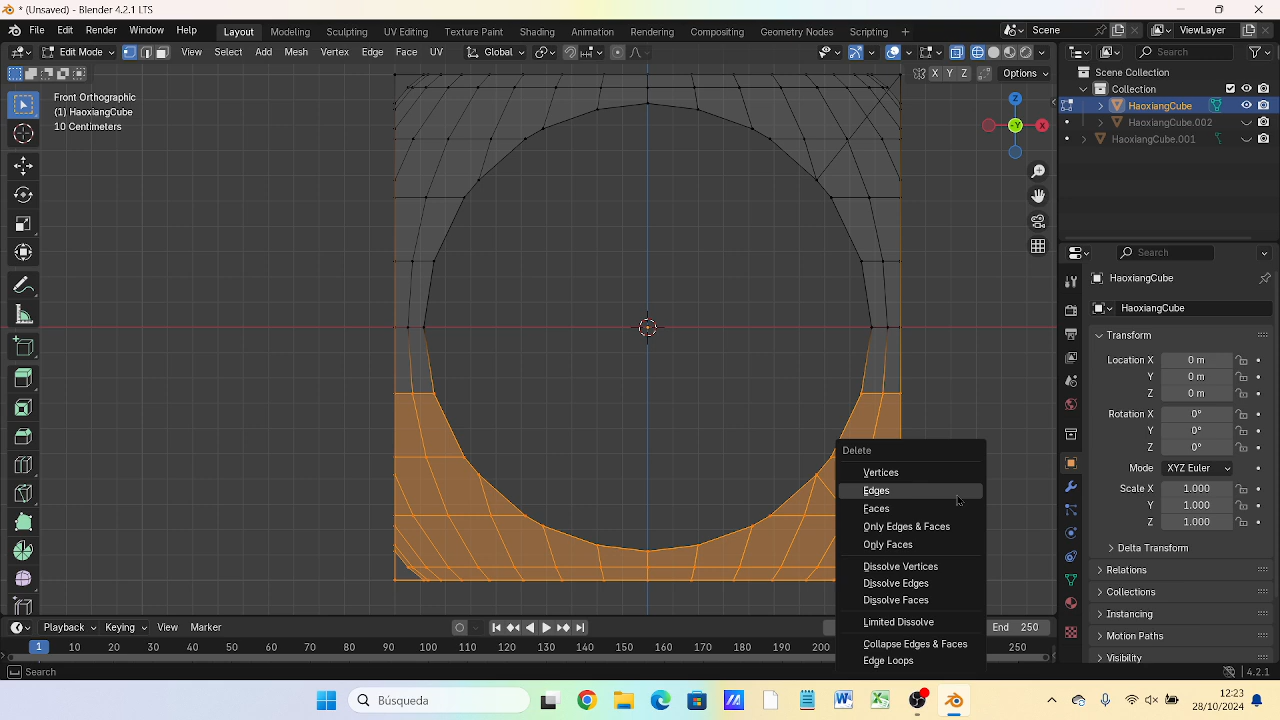 * (Unsaved) - Blender 4.2.1 LTS
File Edit Render Window Help Layout Modeling Sculpting UV Editing Texture Paint Shading Animation Rendering Compositing Geometry Nodes Scripting + Scene ViewLayer
Edit Mode View Select Add Mesh Vertex Edge Face UV Global Search
X Y Z Options
Front Orthographic
(1) HaoxiangCube
10 Centimeters
Z
X
-Y
Scene Collection
Collection
HaoxiangCube
HaoxiangCube.002
HaoxiangCube.001
Search
HaoxiangCube
HaoxiangCube
Transform
Location X 0 m
Y 0 m
Z 0 m
Rotation X 0°
Y 0°
Z 0°
Mode XYZ Euler
Scale X 1.000
Y 1.000
Z 1.000
Delta Transform
Relations
Collections
Instancing
Motion Paths
Visibility
Delete
Vertices
Edges
Faces
Only Edges & Faces
Only Faces
Dissolve Vertices
Dissolve Edges
Dissolve Faces
Limited Dissolve
Collapse Edges & Faces
Edge Loops
Playback Keying View Marker End 250
1 10 20 30 40 50 60 70 80 90 100 110 120 130 140 150 160 170 180 190 200 250
Search 4.2.1
Búsqueda
12:23
28/10/2024